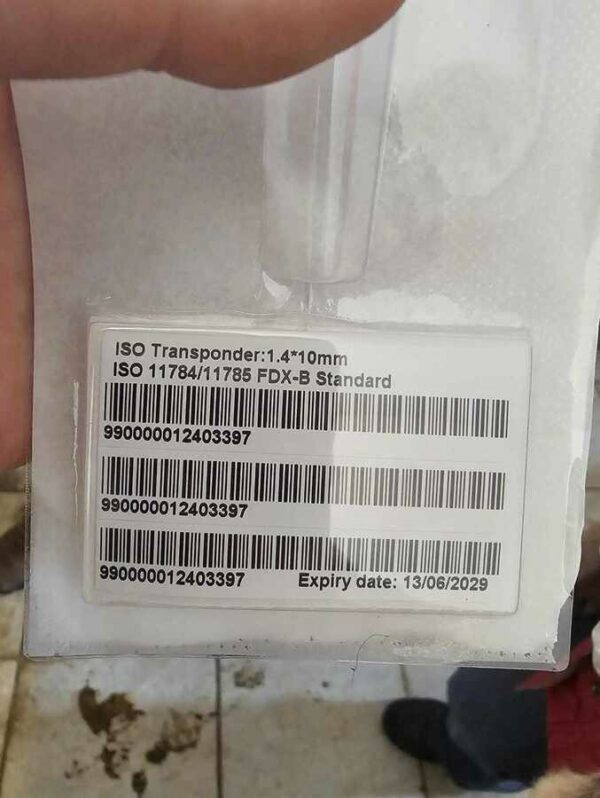 ISO Transponder:1.4*10mm
ISO 11784/11785 FDX-B Standard
990000012403397
990000012403397
990000012403397 Expiry date: 13/06/2029